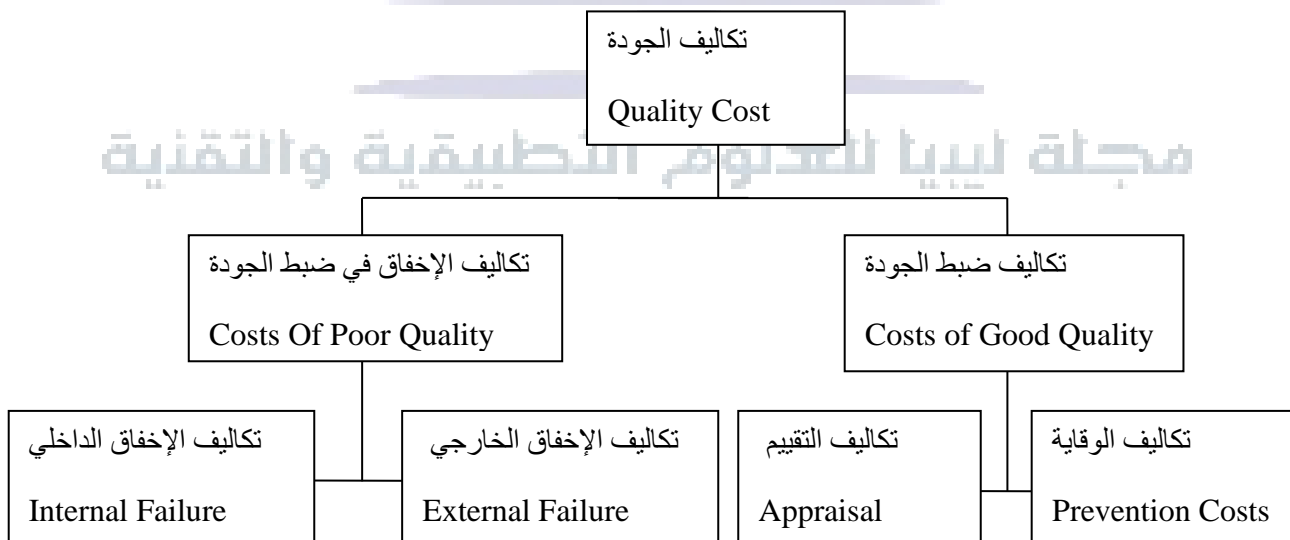 تكاليف الجودة
Quality Cost
مجلة ليبيا للعلوم التطبيقية والتقنية
تكاليف ضبط الجودة
Costs of Good Quality
تكاليف الإخفاق في ضبط الجودة
Costs Of Poor Quality
تكاليف الوقاية
Prevention Costs
تكاليف التقييم
Appraisal
تكاليف الإخفاق الخارجي
External Failure
تكاليف الإخفاق الداخلي
Internal Failure